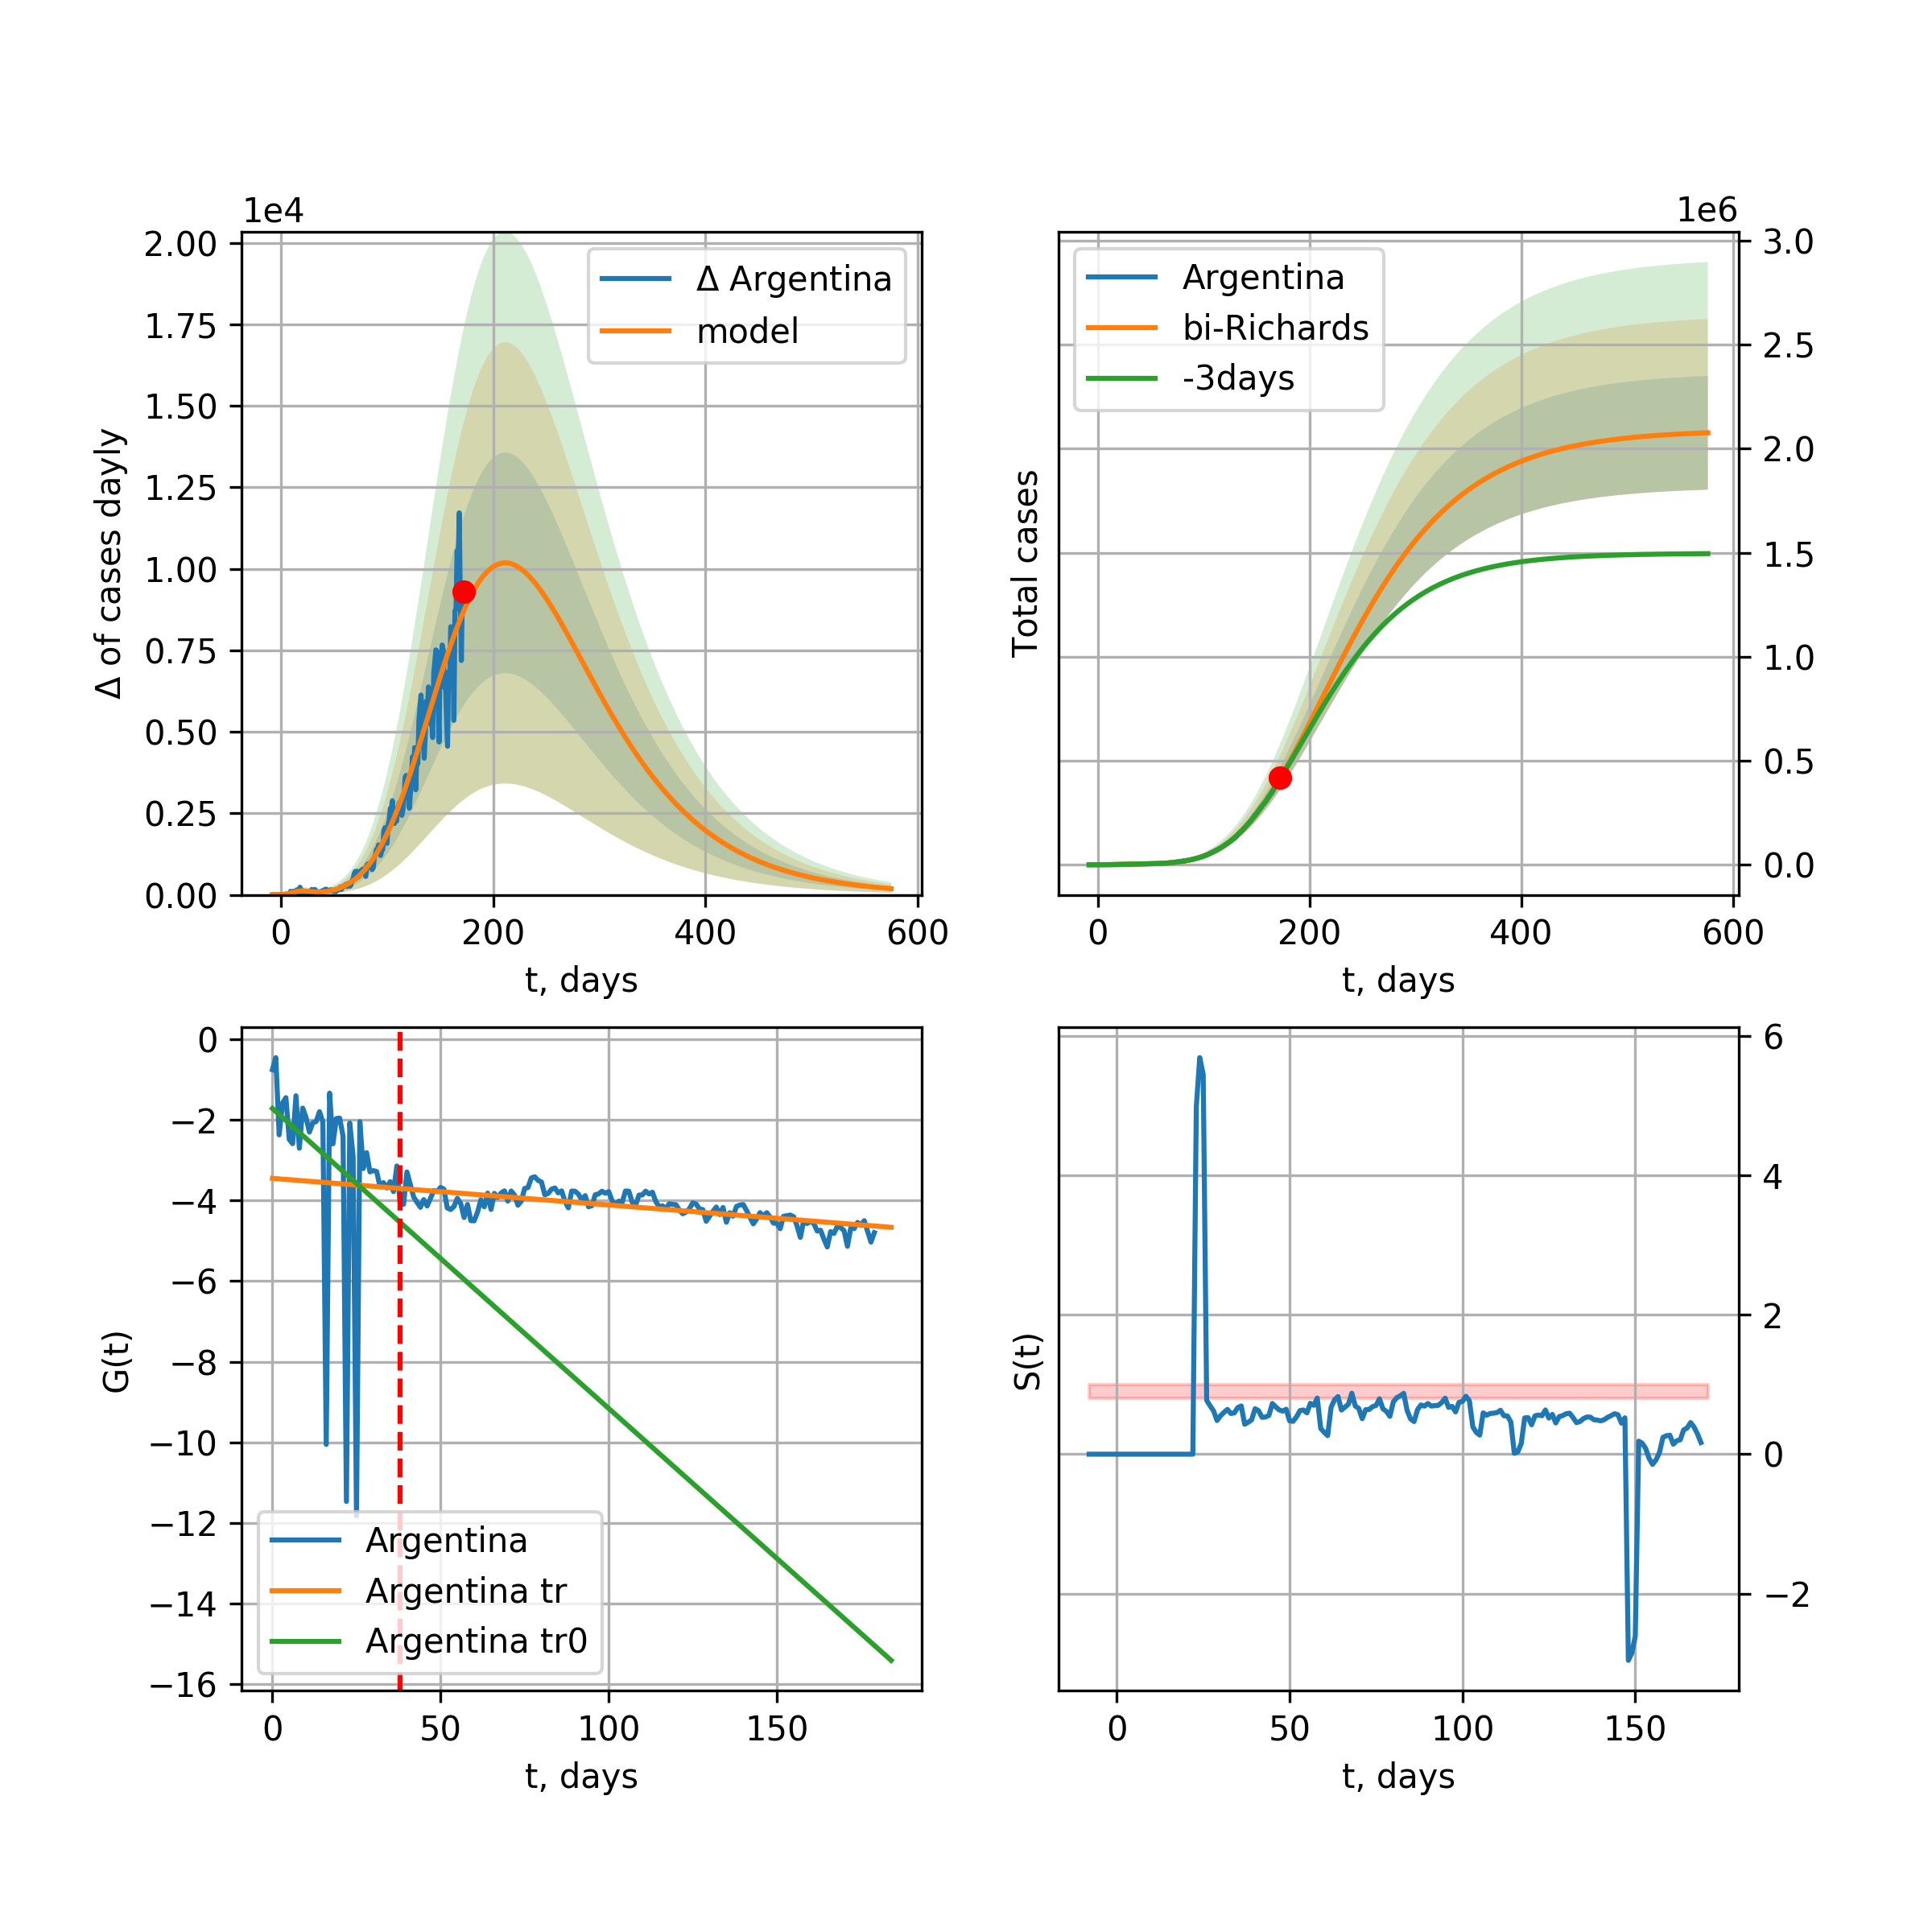 1e4
2.00
1.75
1.50
1.25
1.00
0.75
0.50
0.25
0.00
Δ of cases dayly
Δ Argentina
model
0 200 400 600
t, days
1e6
3.0
2.5
2.0
1.5
1.0
0.5
0.0
Total cases
Argentina
bi-Richards
-3days
0 200 400 600
t, days
0
−2
−4
−6
−8
−10
−12
−14
−16
G(t)
Argentina
Argentina tr
Argentina tr0
0 50 100 150
t, days
6
4
2
0
−2
S(t)
0 50 100 150
t, days